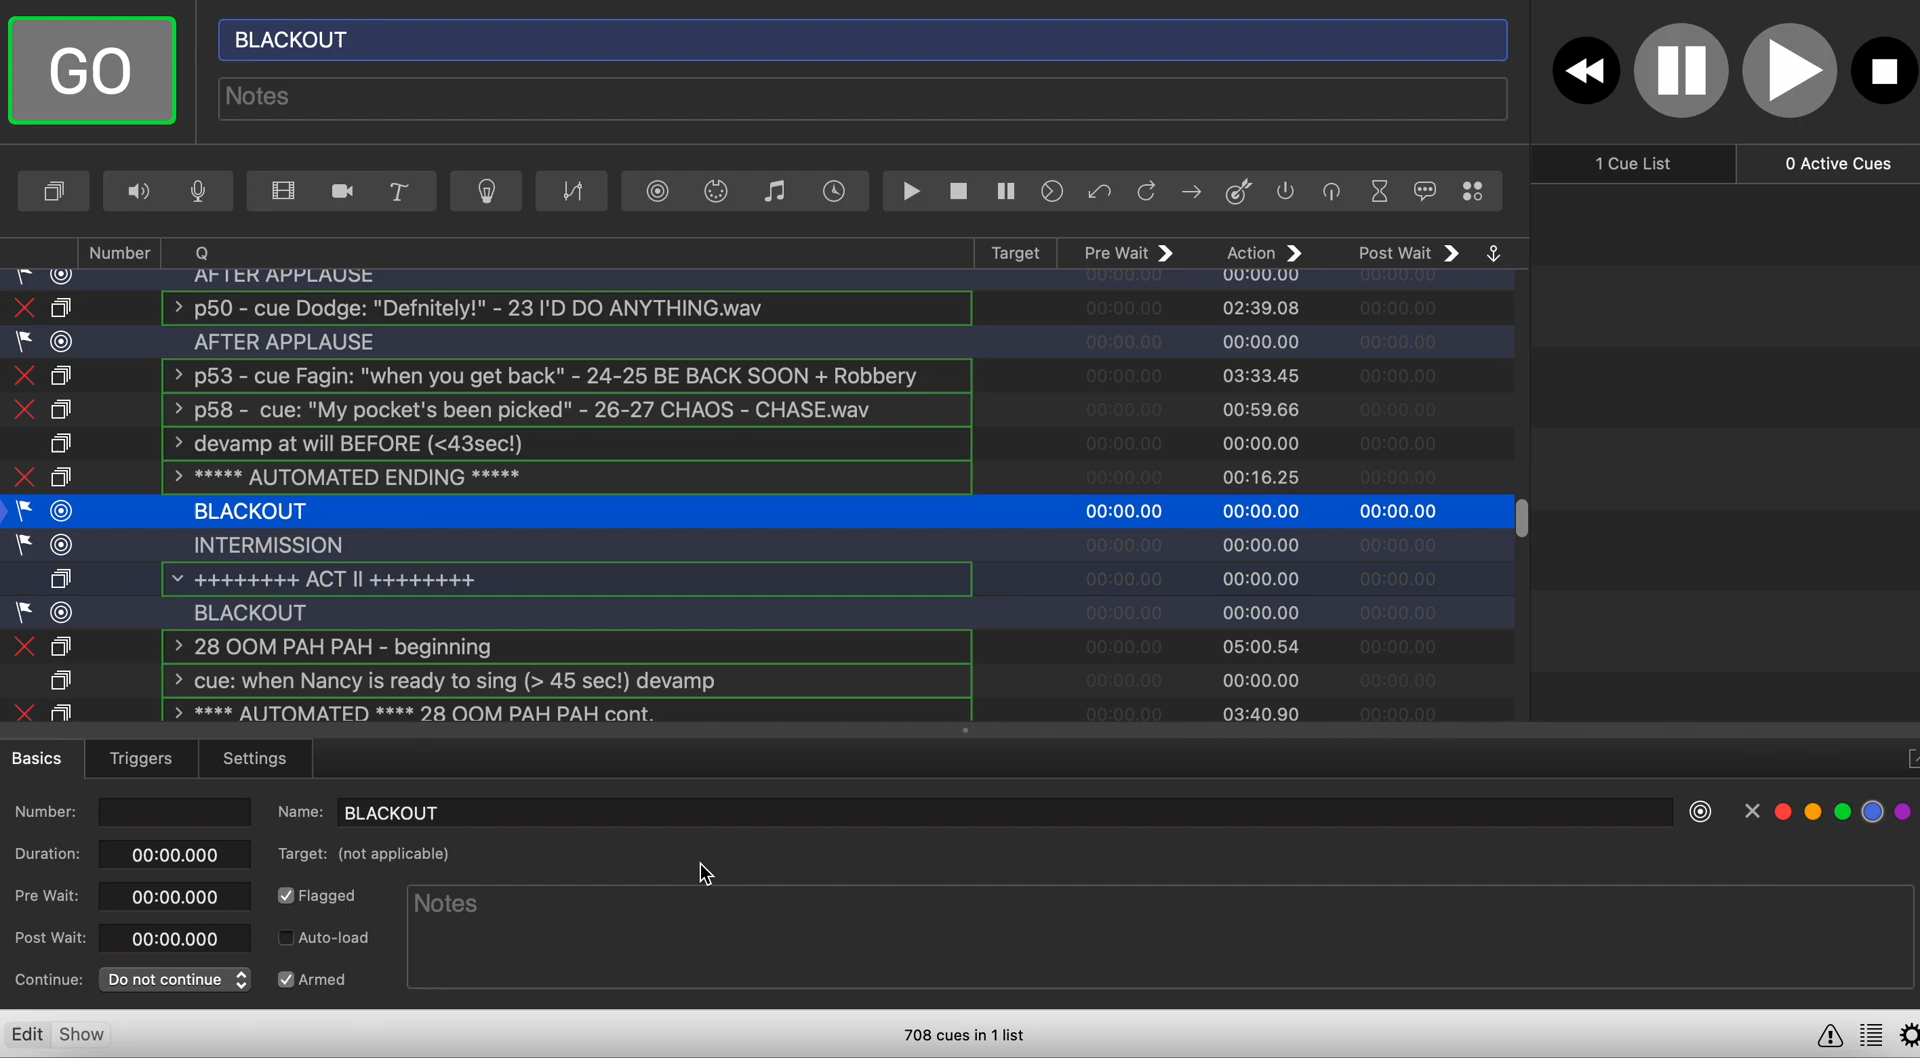 GO
BLACKOUT
Notes
1 Cue List
0 Active Cues
Number Q Target Pre Wait Action Post Wait
AFTER APPLAUSE 00:00.00 00:00.00 00:00.00
> p50 - cue Dodge: "Defnitely!" - 23 I'D DO ANYTHING.wav 00:00.00 02:39.08 00:00.00
AFTER APPLAUSE 00:00.00 00:00.00 00:00.00
> p53 - cue Fagin: "when you get back" - 24-25 BE BACK SOON + Robbery 00:00.00 03:33.45 00:00.00
> p58 - cue: "My pocket's been picked" - 26-27 CHAOS - CHASE.wav 00:00.00 00:59.66 00:00.00
> devamp at will BEFORE (<43sec!) 00:00.00 00:00.00 00:00.00
> ***** AUTOMATED ENDING ***** 00:00.00 00:16.25 00:00.00
BLACKOUT 00:00.00 00:00.00 00:00.00
INTERMISSION 00:00.00 00:00.00 00:00.00
++++++++ ACT II ++++++++ 00:00.00 00:00.00 00:00.00
BLACKOUT 00:00.00 00:00.00 00:00.00
> 28 OOM PAH PAH - beginning 00:00.00 05:00.54 00:00.00
> cue: when Nancy is ready to sing (> 45 sec!) devamp 00:00.00 00:00.00 00:00.00
> **** AUTOMATED **** 28 OOM PAH PAH cont. 00:00.00 03:40.90 00:00.00
Basics Triggers Settings
Number: Name: BLACKOUT
Duration: 00:00.000 Target: (not applicable)
Pre Wait: 00:00.000 Flagged Notes
Post Wait: 00:00.000 Auto-load
Continue: Do not continue Armed
Edit Show 708 cues in 1 list